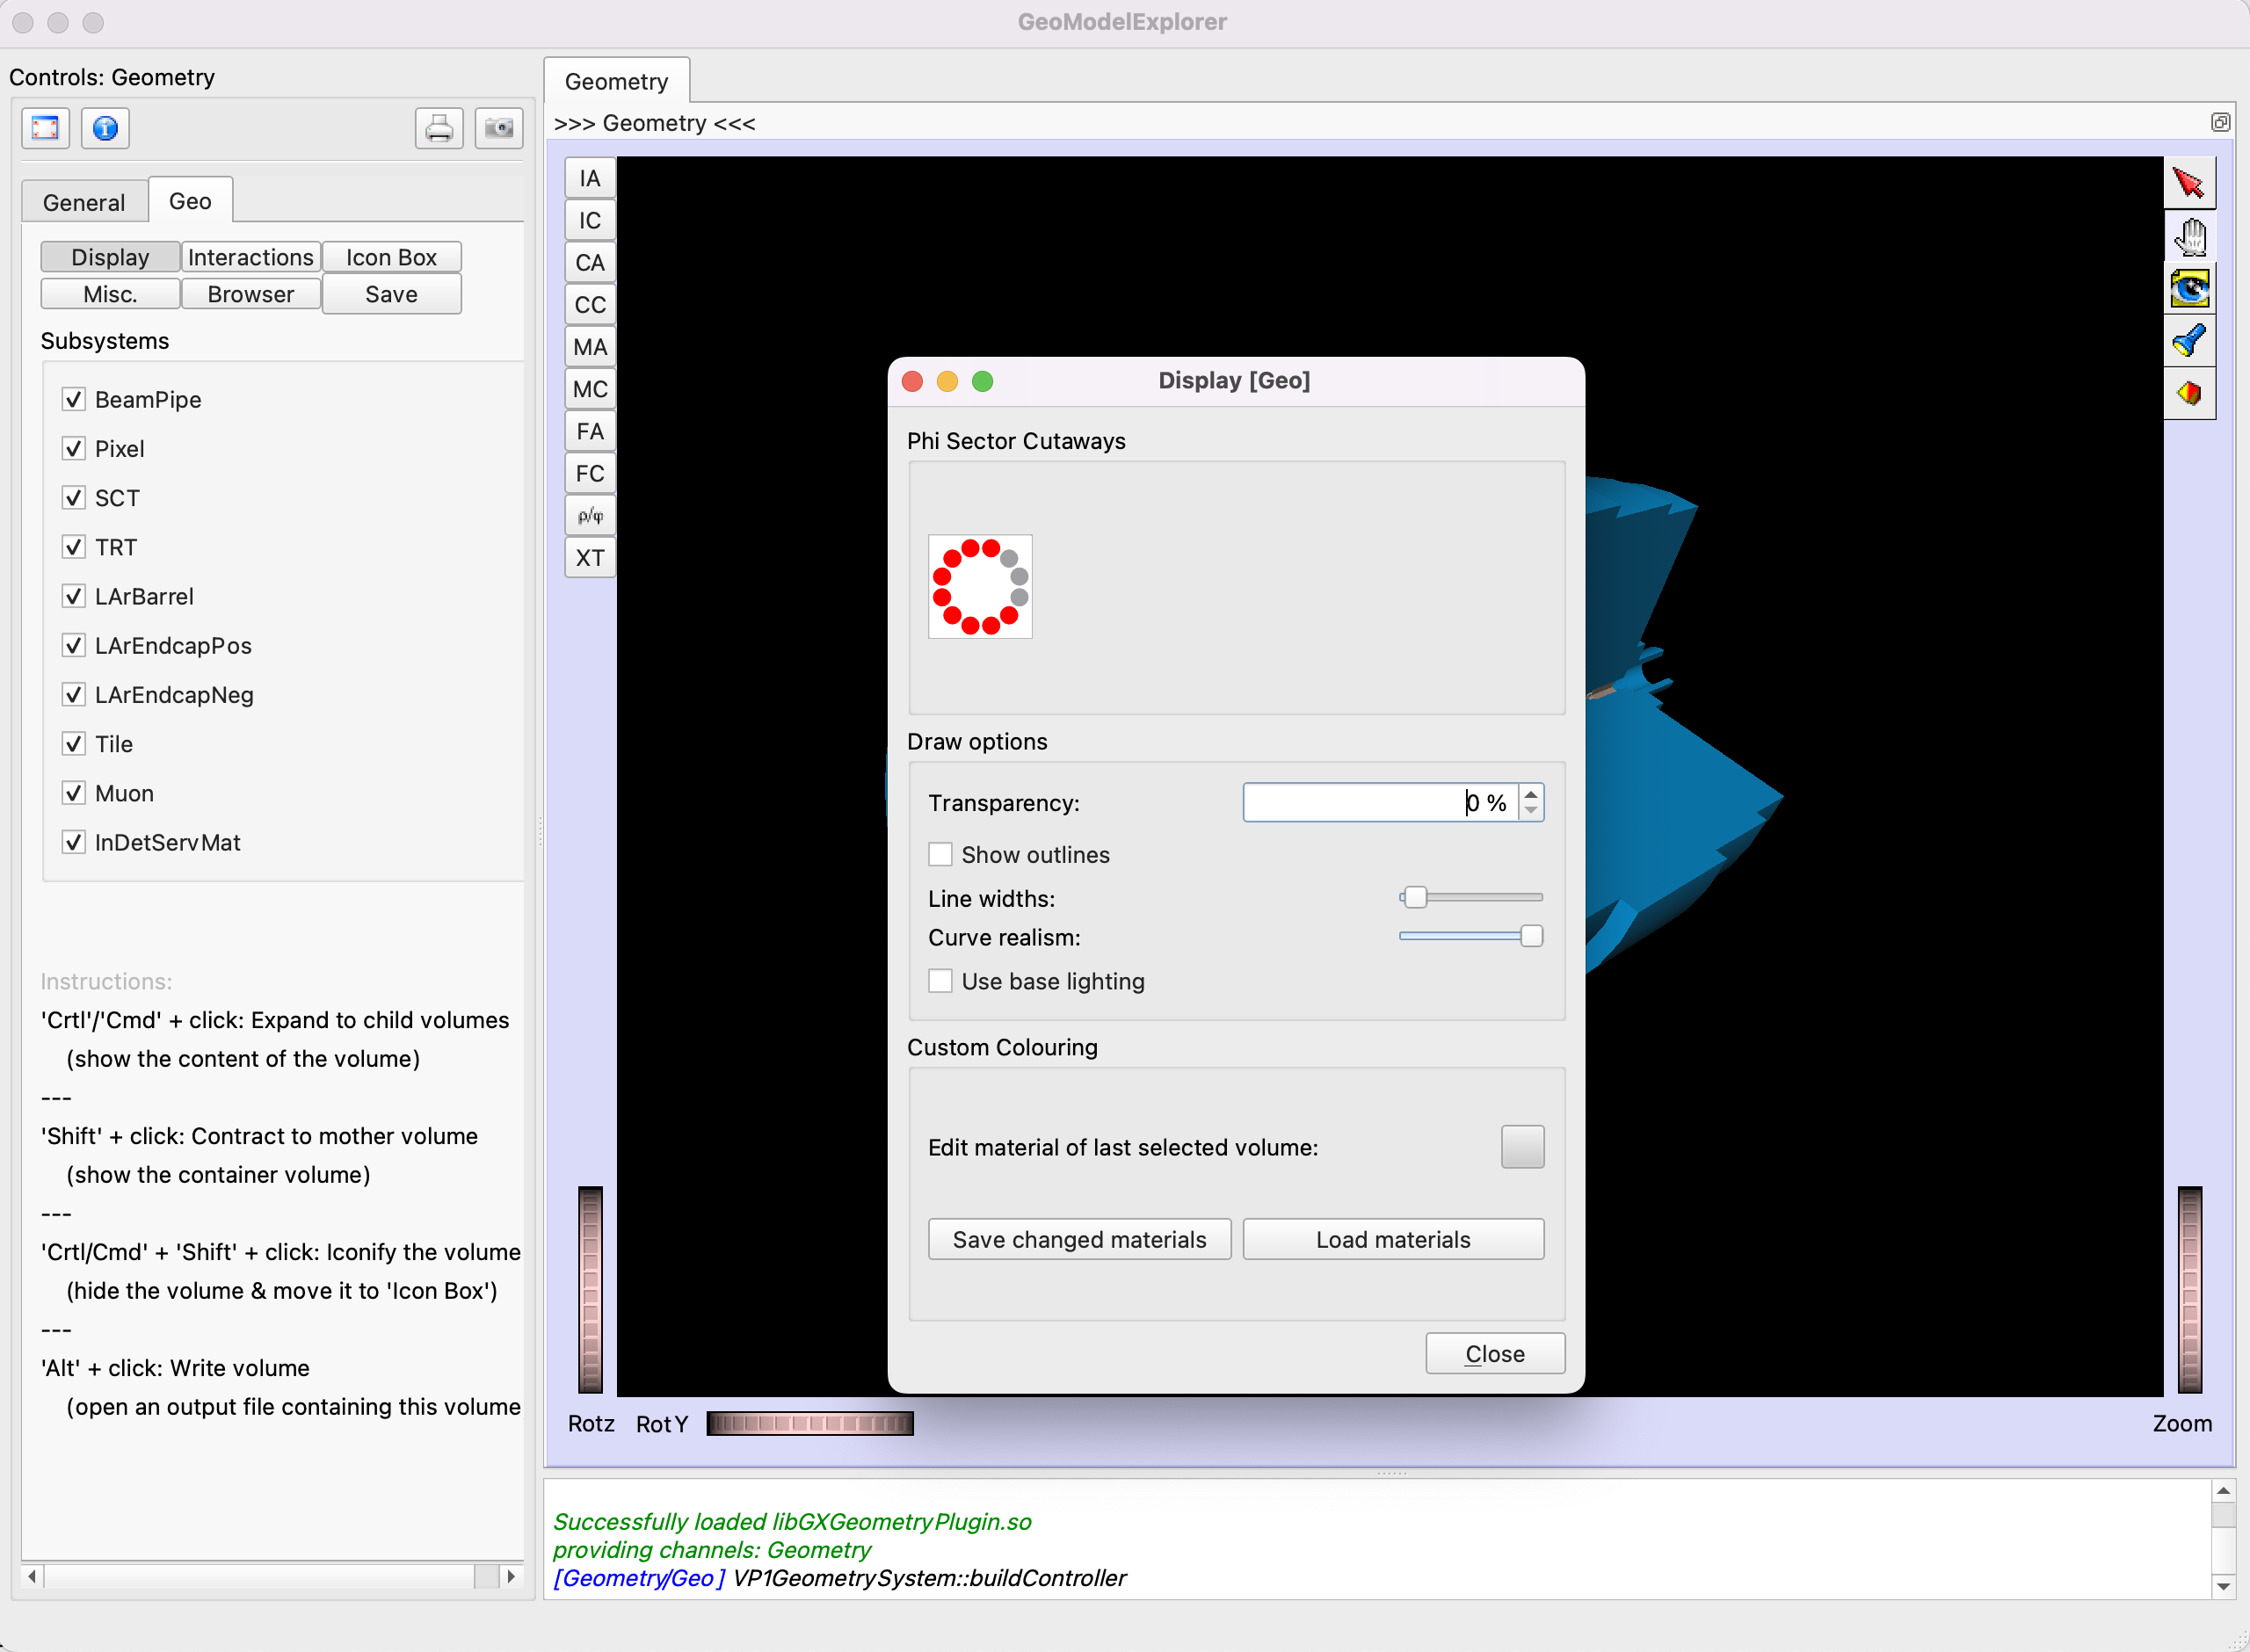 GeoModelExplorer
Controls: Geometry
General
Geo
Display
Interactions
Icon Box
Misc.
Browser
Save
Subsystems
BeamPipe
Pixel
SCT
TRT
LArBarrel
LArEndcapPos
LArEndcapNeg
Tile
Muon
InDetServMat
Instructions:
'Crtl'/'Cmd' + click: Expand to child volumes
(show the content of the volume)
---
'Shift' + click: Contract to mother volume
(show the container volume)
---
'Crtl/Cmd' + 'Shift' + click: Iconify the volume
(hide the volume & move it to 'Icon Box')
---
'Alt' + click: Write volume
(open an output file containing this volume
Geometry
>>> Geometry <<<
IA
IC
CA
CC
MA
MC
FA
FC
ρ/φ
XT
Display [Geo]
Phi Sector Cutaways
Draw options
Transparency:
0 %
Show outlines
Line widths:
Curve realism:
Use base lighting
Custom Colouring
Edit material of last selected volume:
Save changed materials
Load materials
Close
Rotz
RotY
Zoom
Successfully loaded libGXGeometryPlugin.so
providing channels: Geometry
[Geometry/Geo] VP1GeometrySystem::buildController